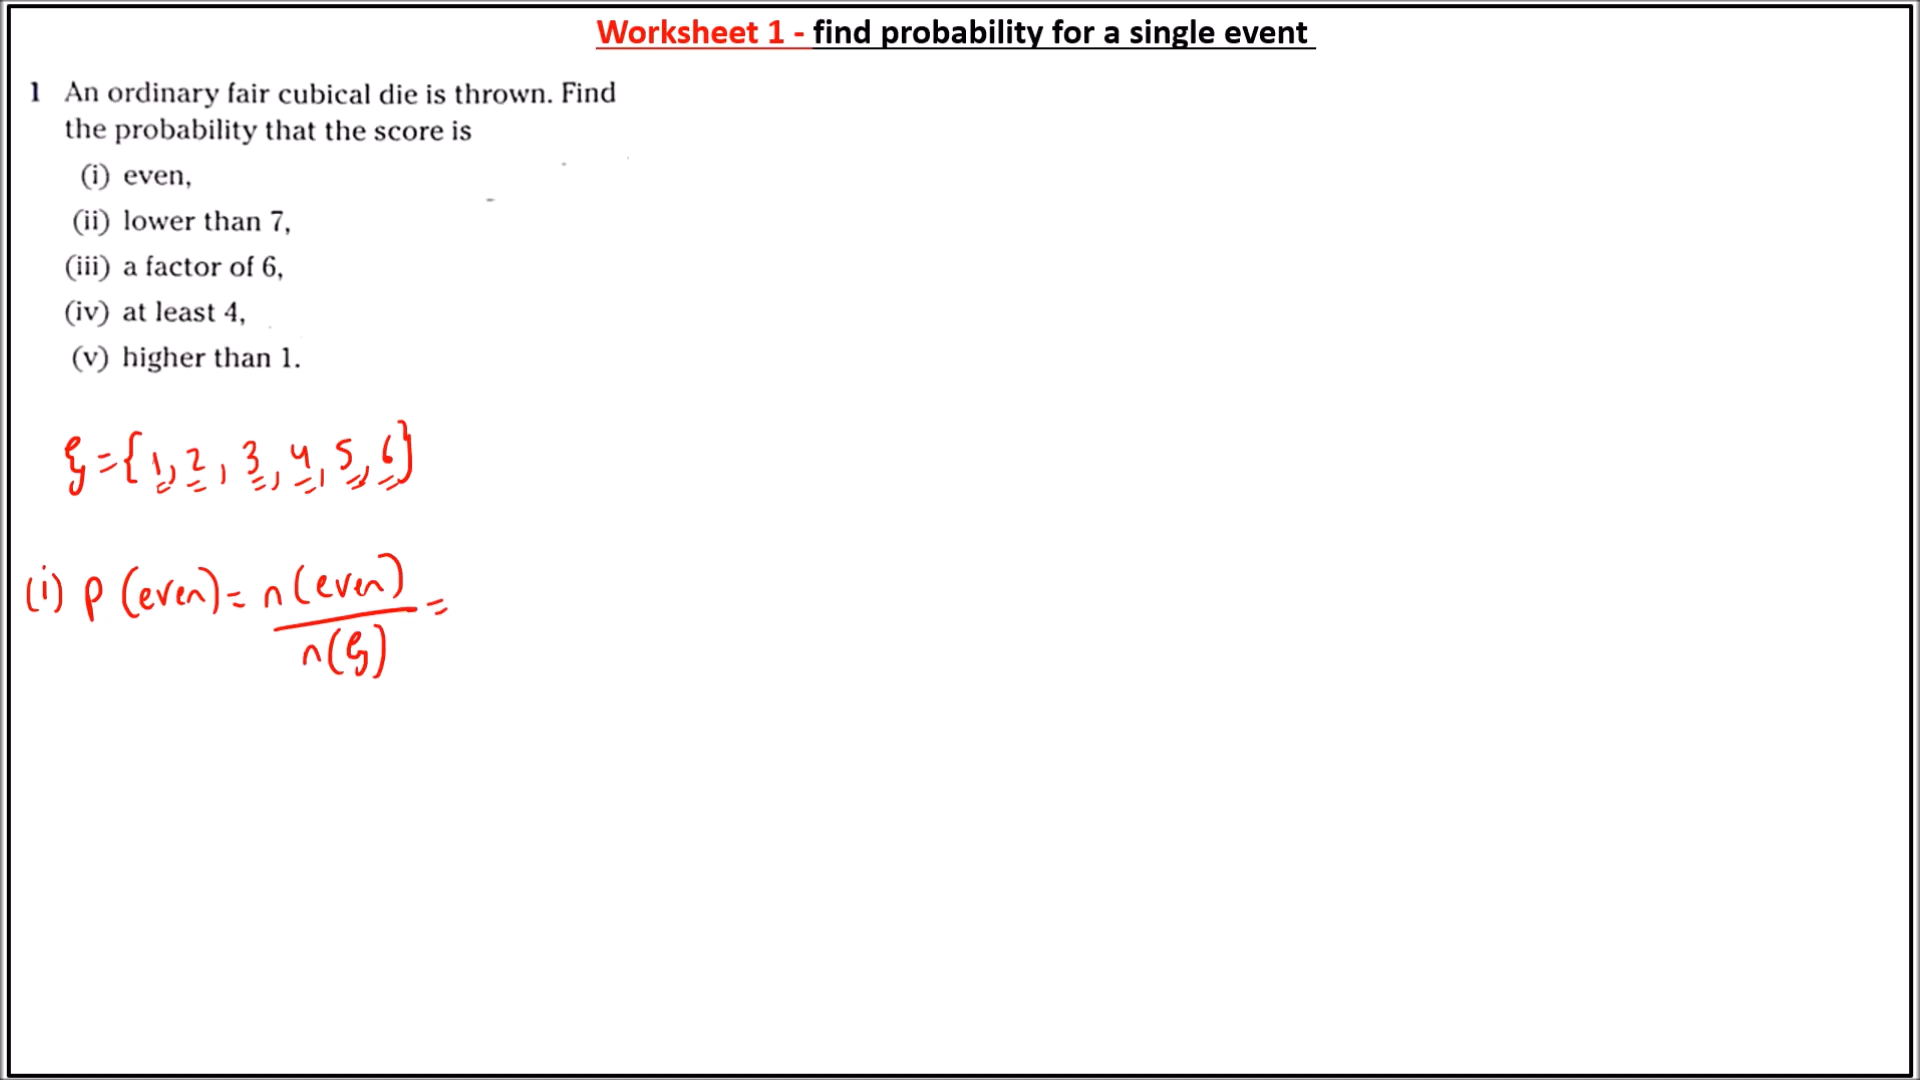 Worksheet 1 - find probability for a single event
1 An ordinary fair cubical die is thrown. Find
the probability that the score is
(i) even,
(ii) lower than 7,
(iii) a factor of 6,
(iv) at least 4,
(v) higher than 1.
ξ = {1, 2, 3, 4, 5, 6}
(i) P (even) = n (even) =
n(ξ)